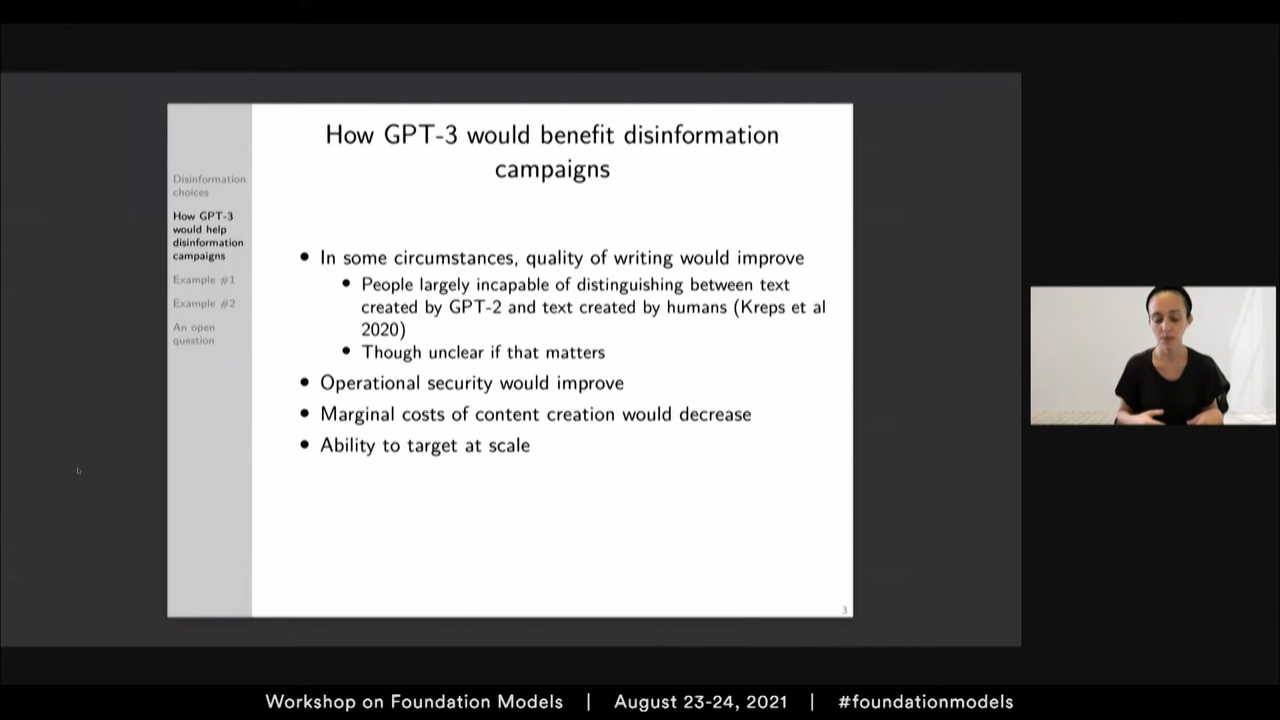 How GPT-3 would benefit disinformation
campaigns
Disinformation
choices
How GPT-3
would help
disinformation
campaigns
Example #1
Example #2
An open
question
• In some circumstances, quality of writing would improve
• People largely incapable of distinguishing between text
created by GPT-2 and text created by humans (Kreps et al
2020)
• Though unclear if that matters
• Operational security would improve
• Marginal costs of content creation would decrease
• Ability to target at scale
3
Workshop on Foundation Models | August 23-24, 2021 | #foundationmodels